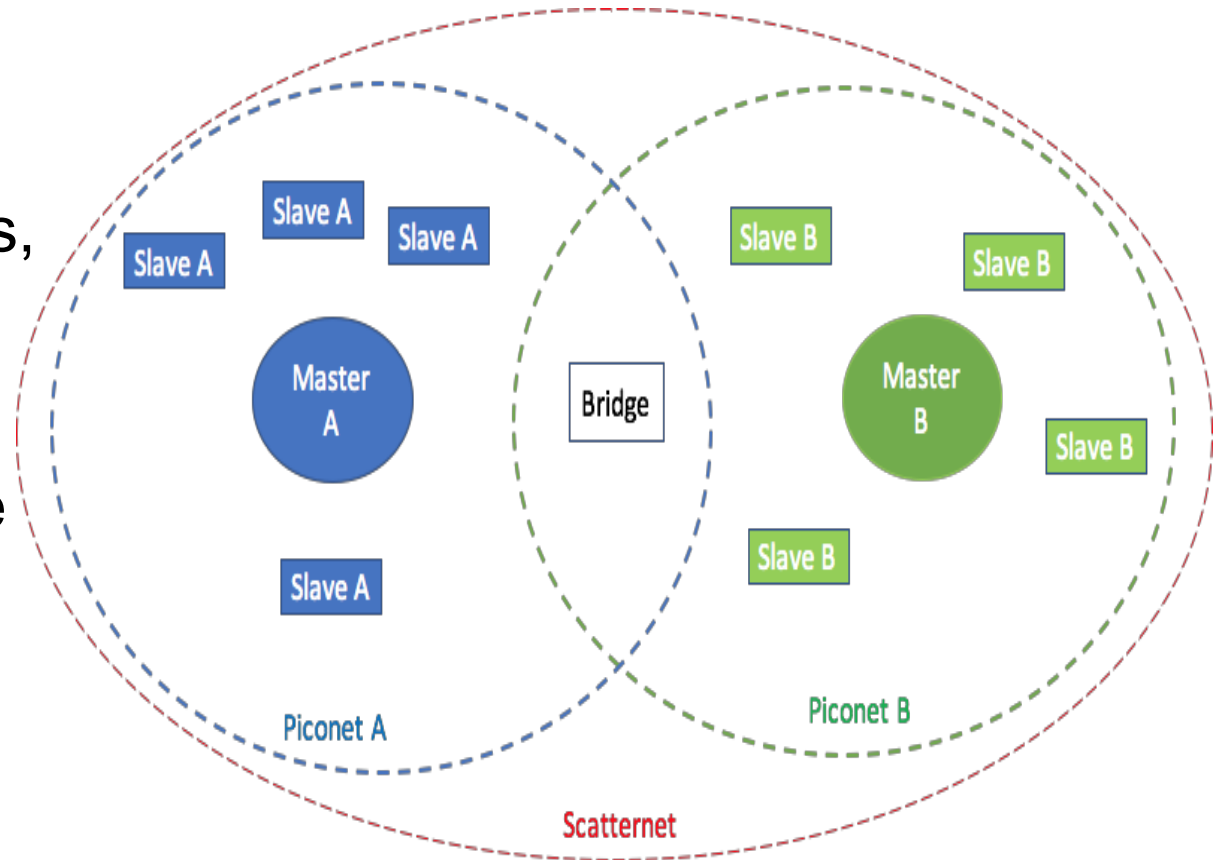 s,
e
Slave A
Slave A
Slave A
Master
A
Slave A
Piconet A
Bridge
Slave B
Slave B
Master
B
Slave B
Slave B
Piconet B
Scatternet